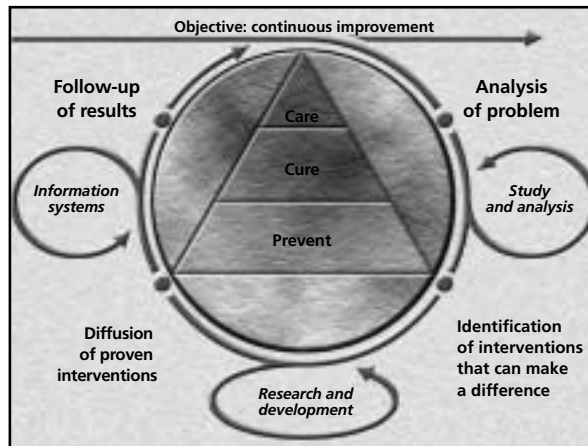 Objective: continuous improvement
Follow-up
of results
Analysis
of problem
Care
Cure
Prevent
Information
systems
Study
and analysis
Diffusion
of proven
interventions
Identification
of interventions
that can make
a difference
Research and
development